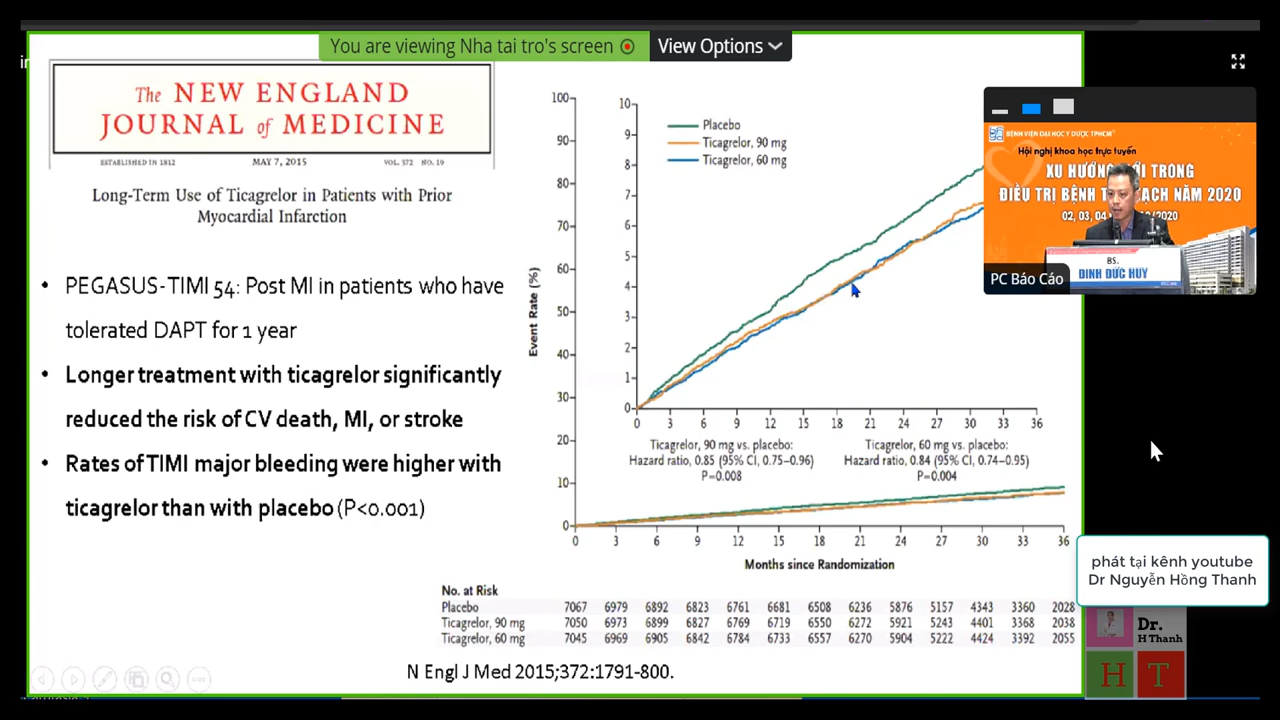 You are viewing Nha tai tro's screen
View Options
The NEW ENGLAND
JOURNAL of MEDICINE
ESTABLISHED IN 1812
MAY 7, 2015
VOL. 372 NO. 19
Long-Term Use of Ticagrelor in Patients with Prior
Myocardial Infarction
• PEGASUS-TIMI 54: Post MI in patients who have
tolerated DAPT for 1 year
• Longer treatment with ticagrelor significantly
reduced the risk of CV death, MI, or stroke
• Rates of TIMI major bleeding were higher with
ticagrelor than with placebo (P<0.001)
Event Rate (%)
100
90
80
70
60
50
40
30
20
10
0
10
9
8
7
6
5
4
3
2
1
0
Placebo
Ticagrelor, 90 mg
Ticagrelor, 60 mg
0 3 6 9 12 15 18 21 24 27 30 33 36
Ticagrelor, 90 mg vs. placebo:
Hazard ratio, 0.85 (95% CI, 0.75–0.96)
P=0.008
Ticagrelor, 60 mg vs. placebo:
Hazard ratio, 0.84 (95% CI, 0.74–0.95)
P=0.004
0 3 6 9 12 15 18 21 24 27 30 33 36
Months since Randomization
No. at Risk
Placebo 7067 6979 6892 6823 6761 6681 6508 6236 5876 5157 4343 3360 2028
Ticagrelor, 90 mg 7050 6973 6899 6827 6769 6719 6550 6272 5921 5243 4401 3368 2038
Ticagrelor, 60 mg 7045 6969 6905 6842 6784 6733 6557 6270 5904 5222 4424 3392 2055
N Engl J Med 2015;372:1791-800.
BỆNH VIỆN ĐẠI HỌC Y DƯỢC TPHCM
Hội nghị khoa học trực tuyến
XU HƯỚNG TRONG
ĐIỀU TRỊ BỆNH NĂM 2020
02, 03, 04 /2020
BS.
ĐINH ĐỨC HUY
PC Báo Cáo
phát tại kênh youtube
Dr Nguyễn Hồng Thanh
Dr.
H Thanh
H T